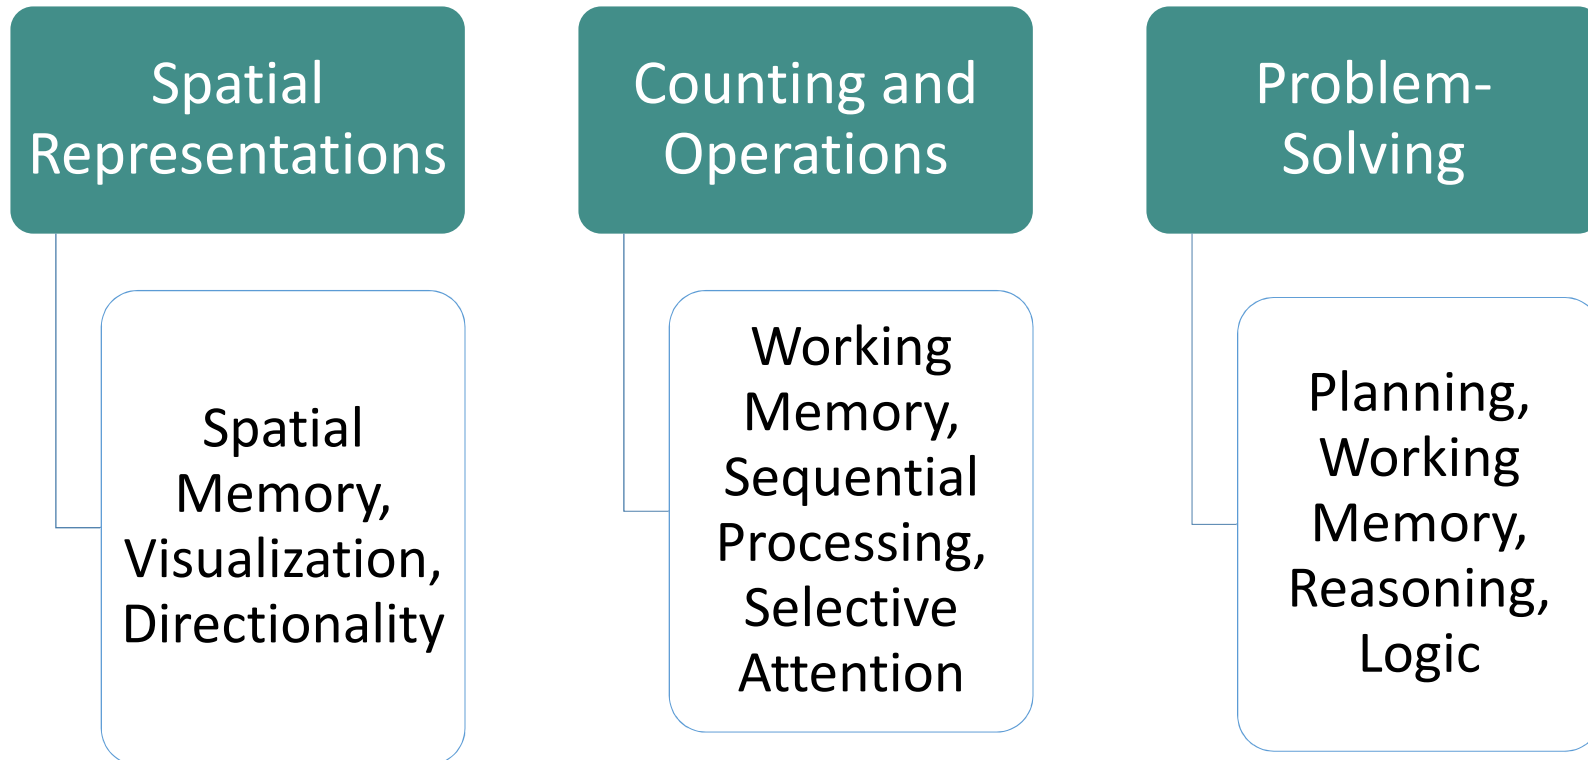 Spatial
Representations
Spatial
Memory,
Visualization,
Directionality
Counting and
Operations
Working
Memory,
Sequential
Processing,
Selective
Attention
Problem-
Solving
Planning,
Working
Memory,
Reasoning,
Logic